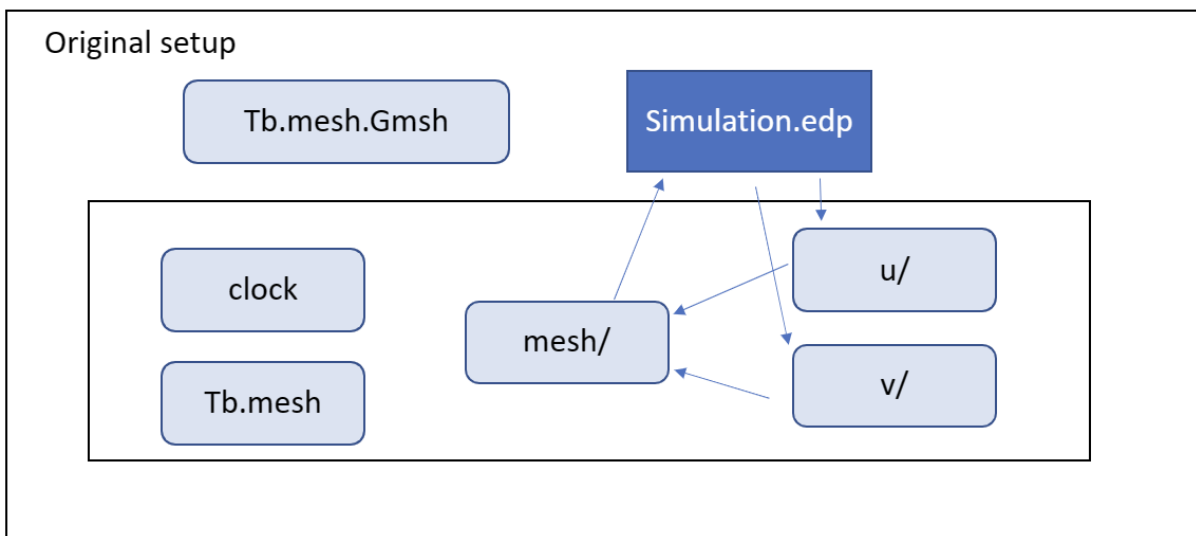 Original setup
Tb.mesh.Gmsh
Simulation.edp
clock
mesh/
u/
Tb.mesh
v/